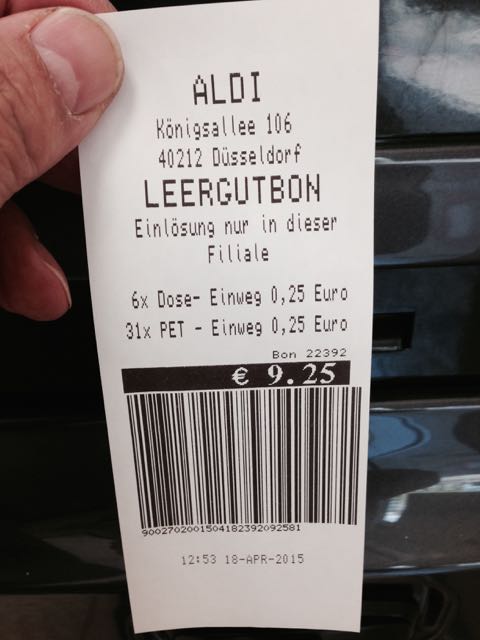 ALDI
Königsallee 106
40212 Düsseldorf
LEERGUTBON
Einlösung nur in dieser
Filiale
6x Dose- Einweg 0,25 Euro
31x PET - Einweg 0,25 Euro
Bon 22392
€ 9.25
9002702001504182392092581
12:53 18-APR-2015